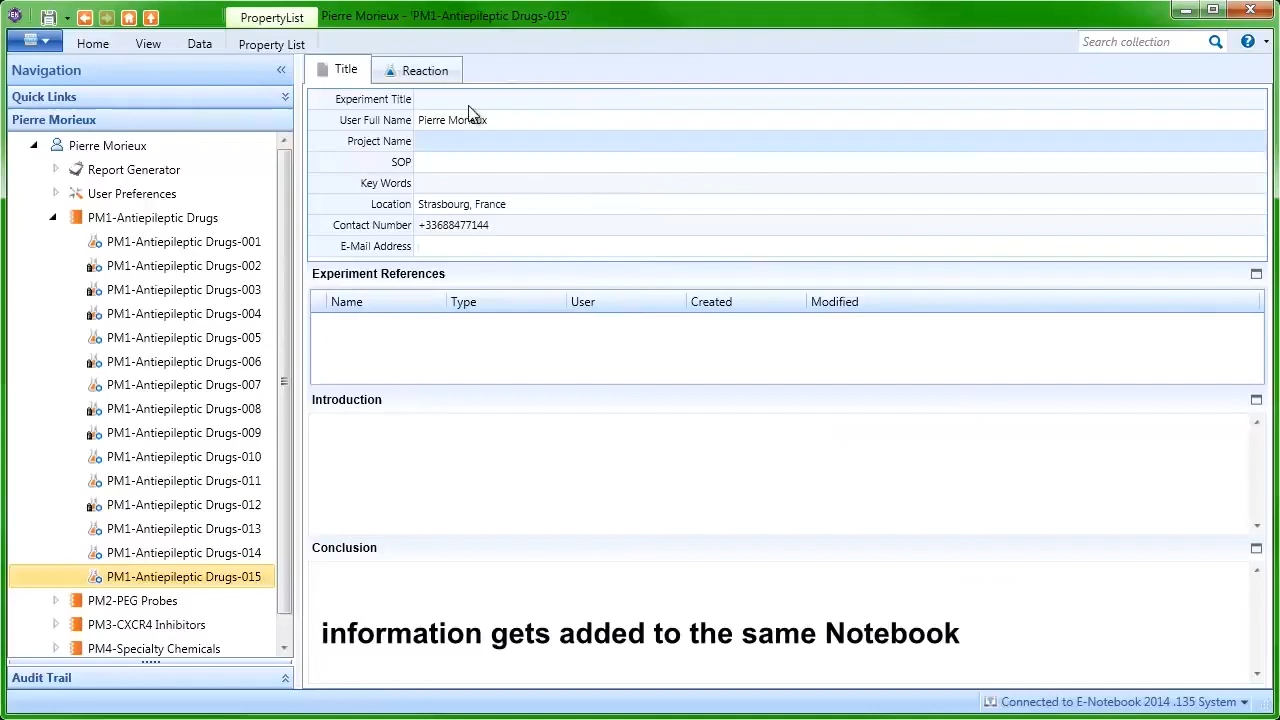 PropertyList
Pierre Morieux - 'PM1-Antiepileptic Drugs-015'
Home
View
Data
Property List
Search collection
Navigation
Quick Links
Pierre Morieux
Pierre Morieux
Report Generator
User Preferences
PM1-Antiepileptic Drugs
PM1-Antiepileptic Drugs-001
PM1-Antiepileptic Drugs-002
PM1-Antiepileptic Drugs-003
PM1-Antiepileptic Drugs-004
PM1-Antiepileptic Drugs-005
PM1-Antiepileptic Drugs-006
PM1-Antiepileptic Drugs-007
PM1-Antiepileptic Drugs-008
PM1-Antiepileptic Drugs-009
PM1-Antiepileptic Drugs-010
PM1-Antiepileptic Drugs-011
PM1-Antiepileptic Drugs-012
PM1-Antiepileptic Drugs-013
PM1-Antiepileptic Drugs-014
PM1-Antiepileptic Drugs-015
PM2-PEG Probes
PM3-CXCR4 Inhibitors
PM4-Specialty Chemicals
Audit Trail
Title
Reaction
Experiment Title
User Full Name Pierre Morieux
Project Name
SOP
Key Words
Location Strasbourg, France
Contact Number +33688477144
E-Mail Address
Experiment References
Name Type User Created Modified
Introduction
Conclusion
information gets added to the same Notebook
Connected to E-Notebook 2014 .135 System